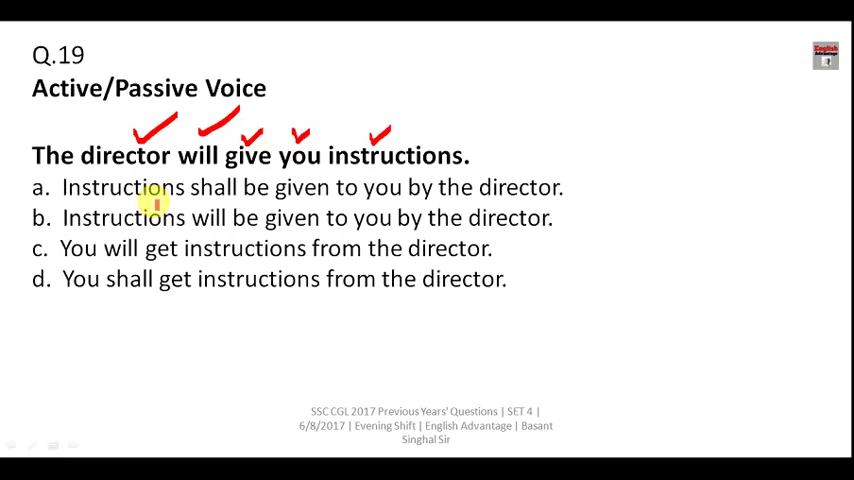 Q.19
English
Advantage
Active/Passive Voice
The director will give you instructions.
a. Instructions shall be given to you by the director.
b. Instructions will be given to you by the director.
c. You will get instructions from the director.
d. You shall get instructions from the director.
SSC CGL 2017 Previous Years' Questions | SET 4 |
6/8/2017 | Evening Shift | English Advantage | Basant
Singhal Sir